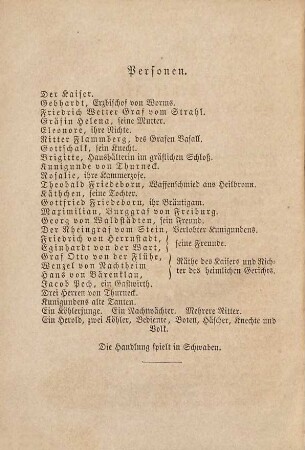 Personen.
Der Kaiser.
Gebhardt, Erzbischof von Worms.
Friedrich Wetter Graf vom Strahl.
Gräfin Helena, seine Mutter.
Eleonore, ihre Nichte.
Ritter Flammberg, des Grafen Vasall.
Gottschalk, sein Knecht.
Brigitte, Haushälterin im gräflichen Schloß.
Kunigunde von Thurneck.
Rosalie, ihre Kammerzofe.
Theobald Friedeborn, Waffenschmied aus Heilbronn.
Käthchen, seine Tochter.
Gottfried Friedeborn, ihr Bräutigam.
Maximilian, Burggraf von Freiburg.
Georg von Waldstätten, sein Freund.
Der Rheingraf vom Stein, Verlobter Kunigundens.
Friedrich von Herrnstadt,
Eginhardt von der Wart, } seine Freunde.
Graf Otto von der Flühe,
Wenzel von Nachtheim
Hans von Bärenklau,
} Räthe des Kaisers und Rich-
ter des heimlichen Gerichts.
Jacob Pech, ein Gastwirth.
Drei Herren von Thurneck.
Kunigundens alte Tanten.
Ein Köhlerjunge. Ein Nachtwächter. Mehrere Ritter.
Ein Herold, zwei Köhler, Bediente, Boten, Häscher, Knechte und
Volk.
Die Handlung spielt in Schwaben.